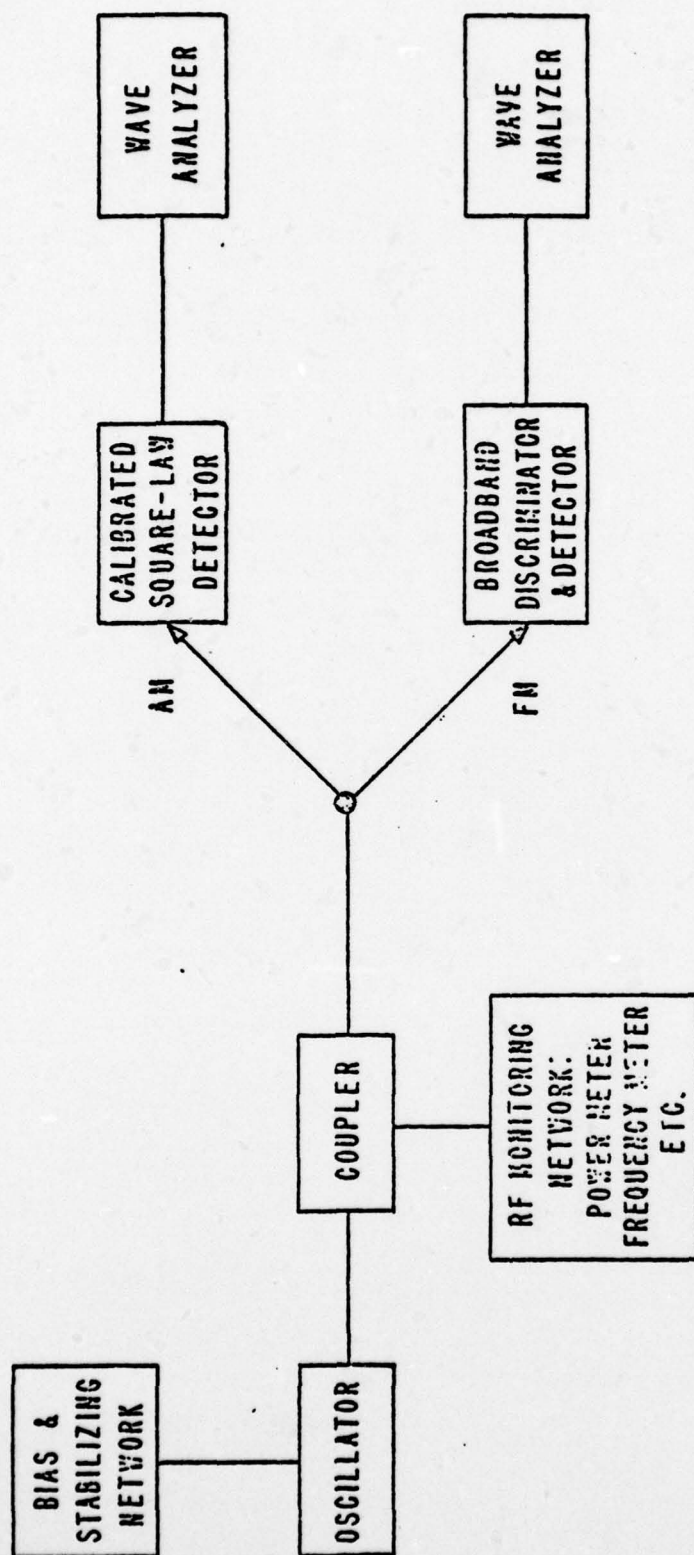 BIAS &
STABILIZING
NETWORK
OSCILLATOR
COUPLER
RF MONITORING
NETWORK:
POWER METER
FREQUENCY METER
ETC.
AM
CALIBRATED
SQUARE-LAW
DETECTOR
WAVE
ANALYZER
FM
BROADBAND
DISCRIMINATOR
& DETECTOR
WAVE
ANALYZER